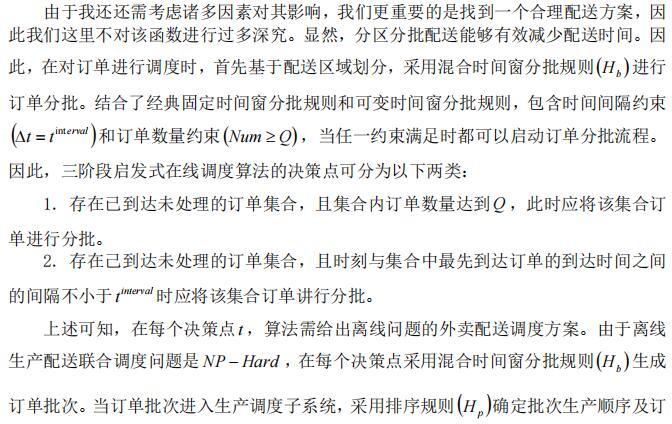 由于我还还需考虑诸多因素对其影响，我们更重要的是找到一个合理配送方案，因
此我们这里不对该函数进行过多深究。显然，分区分批配送能够有效减少配送时间。因
此，在对订单进行调度时，首先基于配送区域划分，采用混合时间窗分批规则(H_b)进行
订单分批。结合了经典固定时间窗分批规则和可变时间窗分批规则，包含时间间隔约束
(Δt = t^interval)和订单数量约束(Num ≥ Q)，当任一约束满足时都可以启动订单分批流程。
因此，三阶段启发式在线调度算法的决策点可分为以下两类：
1. 存在已到达未处理的订单集合，且集合内订单数量达到Q，此时应将该集合订
单进行分批。
2. 存在已到达未处理的订单集合，且时刻与集合中最先到达订单的到达时间之间
的间隔不小于t^interval时应将该集合订单讲行分批。
上述可知，在每个决策点t，算法需给出离线问题的外卖配送调度方案。由于离线
生产配送联合调度问题是NP−Hard，在每个决策点采用混合时间窗分批规则(H_b)生成
订单批次。当订单批次进入生产调度子系统，采用排序规则(H_p)确定批次生产顺序及订